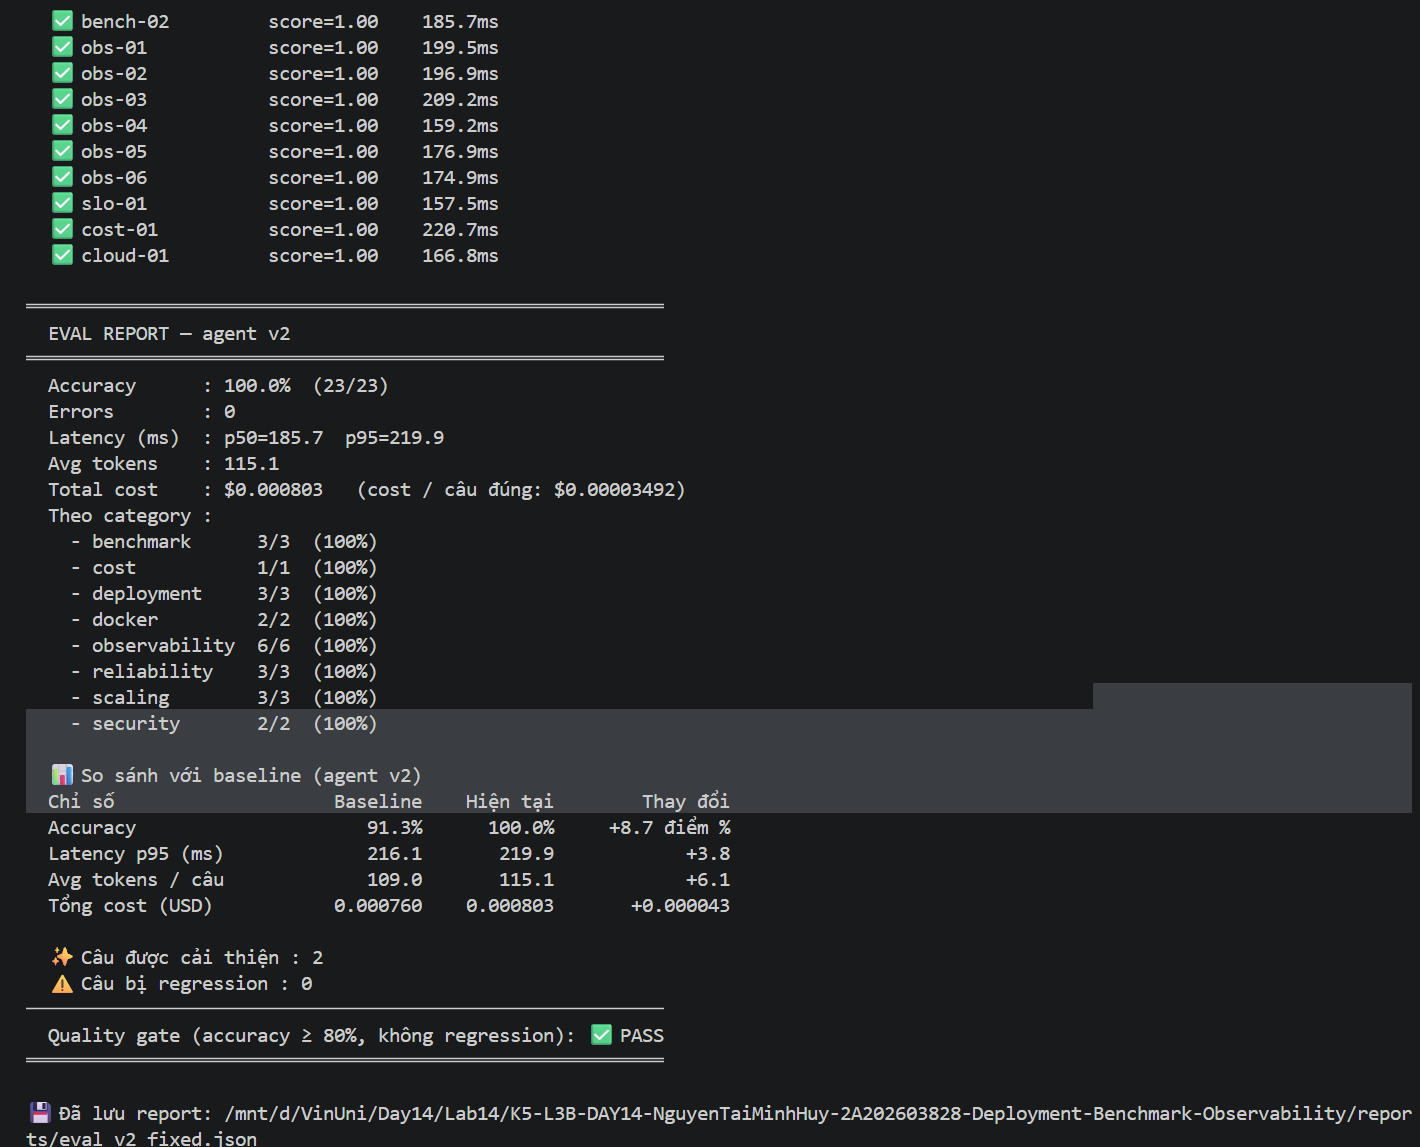 ✅ bench-02 score=1.00 185.7ms
✅ obs-01 score=1.00 199.5ms
✅ obs-02 score=1.00 196.9ms
✅ obs-03 score=1.00 209.2ms
✅ obs-04 score=1.00 159.2ms
✅ obs-05 score=1.00 176.9ms
✅ obs-06 score=1.00 174.9ms
✅ slo-01 score=1.00 157.5ms
✅ cost-01 score=1.00 220.7ms
✅ cloud-01 score=1.00 166.8ms
EVAL REPORT — agent v2
Accuracy : 100.0% (23/23)
Errors : 0
Latency (ms) : p50=185.7 p95=219.9
Avg tokens : 115.1
Total cost : $0.000803 (cost / câu đúng: $0.00003492)
Theo category :
- benchmark 3/3 (100%)
- cost 1/1 (100%)
- deployment 3/3 (100%)
- docker 2/2 (100%)
- observability 6/6 (100%)
- reliability 3/3 (100%)
- scaling 3/3 (100%)
- security 2/2 (100%)
📊 So sánh với baseline (agent v2)
Chỉ số Baseline Hiện tại Thay đổi
Accuracy 91.3% 100.0% +8.7 điểm %
Latency p95 (ms) 216.1 219.9 +3.8
Avg tokens / câu 109.0 115.1 +6.1
Tổng cost (USD) 0.000760 0.000803 +0.000043
✨ Câu được cải thiện : 2
⚠️ Câu bị regression : 0
Quality gate (accuracy ≥ 80%, không regression): ✅ PASS
💾 Đã lưu report: /mnt/d/VinUni/Day14/Lab14/K5-L3B-DAY14-NguyenTaiMinhHuy-2A202603828-Deployment-Benchmark-Observability/repor
ts/eval_v2_fixed.json